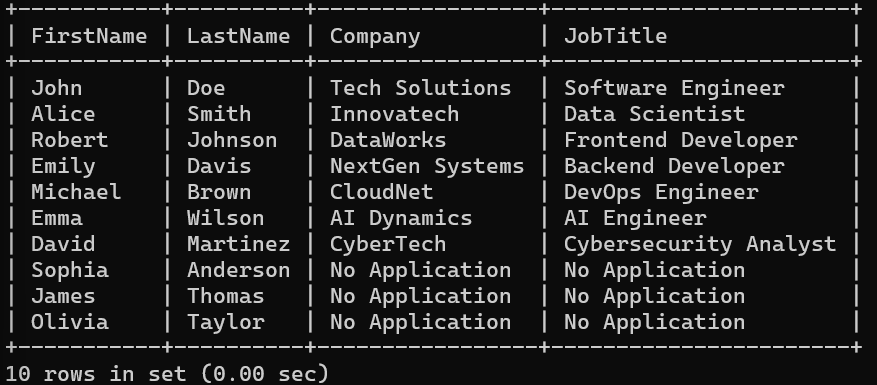 +-----------+----------+-----------------+-----------------------+
| FirstName | LastName | Company         | JobTitle              |
+-----------+----------+-----------------+-----------------------+
| John      | Doe      | Tech Solutions  | Software Engineer     |
| Alice     | Smith    | Innovatech      | Data Scientist        |
| Robert    | Johnson  | DataWorks       | Frontend Developer    |
| Emily     | Davis    | NextGen Systems | Backend Developer     |
| Michael   | Brown    | CloudNet        | DevOps Engineer       |
| Emma      | Wilson   | AI Dynamics     | AI Engineer           |
| David     | Martinez | CyberTech       | Cybersecurity Analyst |
| Sophia    | Anderson | No Application  | No Application        |
| James     | Thomas   | No Application  | No Application        |
| Olivia    | Taylor   | No Application  | No Application        |
+-----------+----------+-----------------+-----------------------+
10 rows in set (0.00 sec)